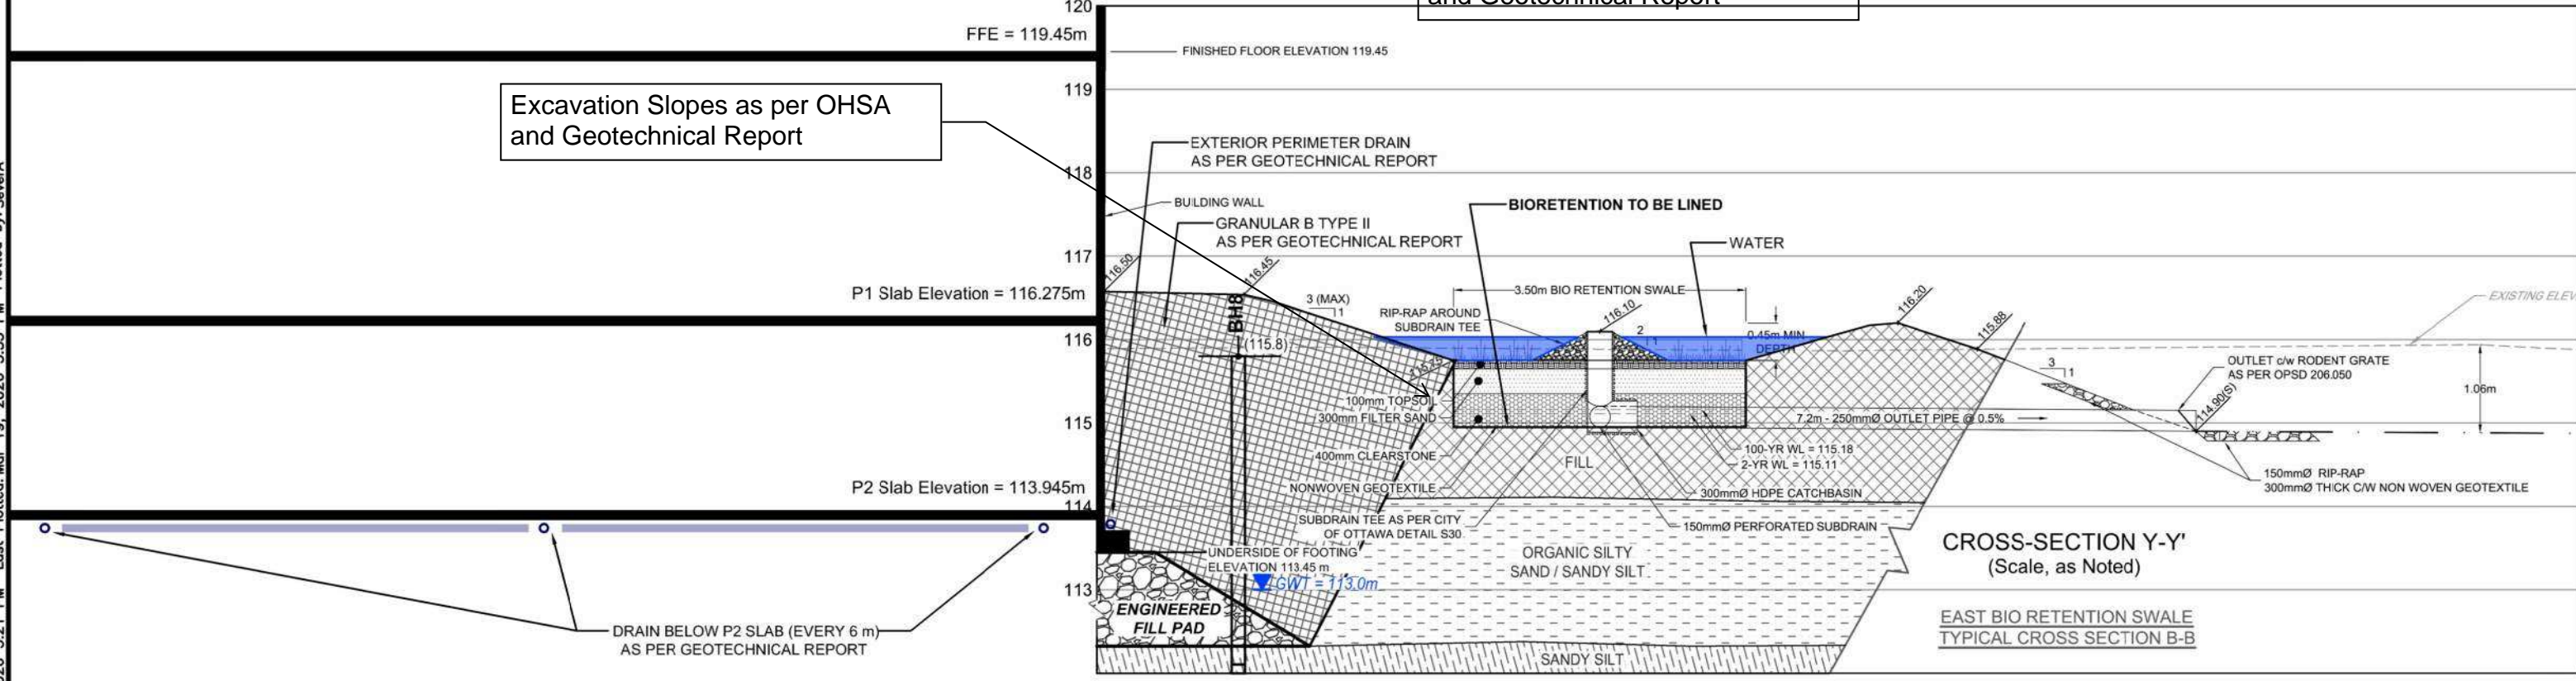 and Geotechnical Report
120
FFE = 119.45m
FINISHED FLOOR ELEVATION 119.45
119
Excavation Slopes as per OHSA
and Geotechnical Report
EXTERIOR PERIMETER DRAIN
AS PER GEOTECHNICAL REPORT
118
BUILDING WALL
GRANULAR B TYPE II
AS PER GEOTECHNICAL REPORT
BIORETENTION TO BE LINED
WATER
117
116.50
116.45
P1 Slab Elevation = 116.275m
3 (MAX)
1
3.50m BIO RETENTION SWALE
RIP-RAP AROUND
SUBDRAIN TEE
116.10
2
1
116.20
EXISTING ELEV
BH8
(115.8)
116
0.45m MIN
DEPTH
115.88
115.75
3
1
OUTLET c/w RODENT GRATE
AS PER OPSD 206.050
1.06m
100mm TOPSOIL
300mm FILTER SAND
115
7.2m - 250mmØ OUTLET PIPE @ 0.5%
114.90(S)
400mm CLEARSTONE
FILL
100-YR WL = 115.18
2-YR WL = 115.11
150mmØ RIP-RAP
300mmØ THICK C/W NON WOVEN GEOTEXTILE
P2 Slab Elevation = 113.945m
NONWOVEN GEOTEXTILE
300mmØ HDPE CATCHBASIN
114
SUBDRAIN TEE AS PER CITY
OF OTTAWA DETAIL S30
150mmØ PERFORATED SUBDRAIN
UNDERSIDE OF FOOTING
ELEVATION 113.45 m
ORGANIC SILTY
SAND / SANDY SILT
CROSS-SECTION Y-Y'
(Scale, as Noted)
GWT = 113.0m
113
ENGINEERED
FILL PAD
DRAIN BELOW P2 SLAB (EVERY 6 m)
AS PER GEOTECHNICAL REPORT
EAST BIO RETENTION SWALE
TYPICAL CROSS SECTION B-B
SANDY SILT